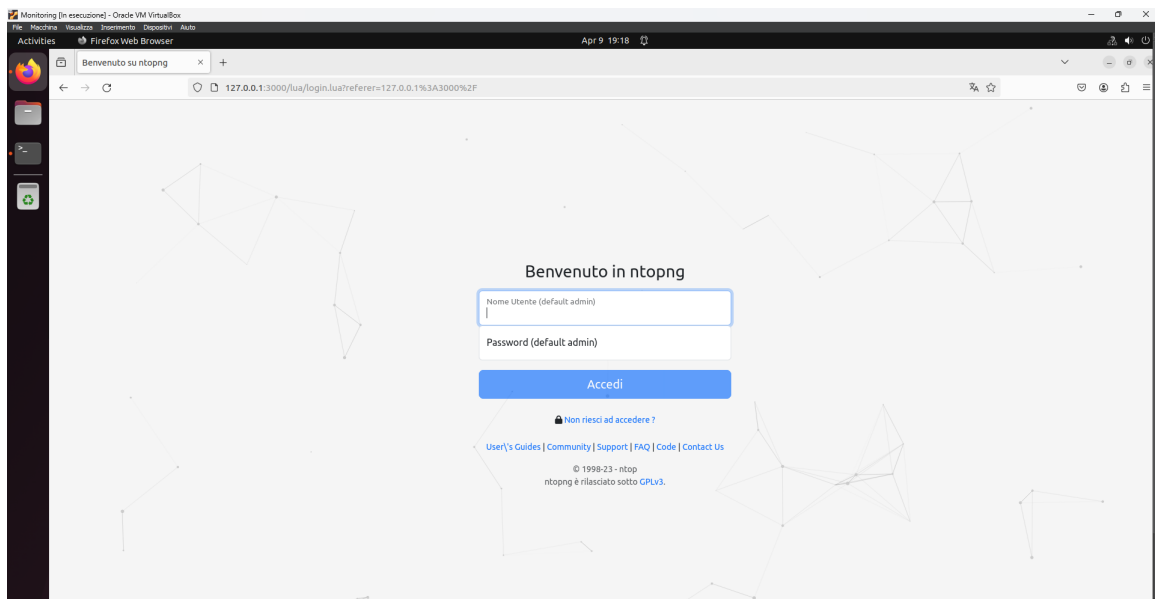 Monitoring [In esecuzione] - Oracle VM VirtualBox
File Macchina Visualizza Inserimento Dispositivi Aiuto
Activities Firefox Web Browser Apr 9 19:18
Benvenuto su ntopng
127.0.0.1:3000/lua/login.lua?referer=127.0.0.1%3A3000%2F
Benvenuto in ntopng
Nome Utente (default admin)
Password (default admin)
Accedi
Non riesci ad accedere ?
User\'s Guides | Community | Support | FAQ | Code | Contact Us
© 1998-23 - ntop
ntopng è rilasciato sotto GPLv3.